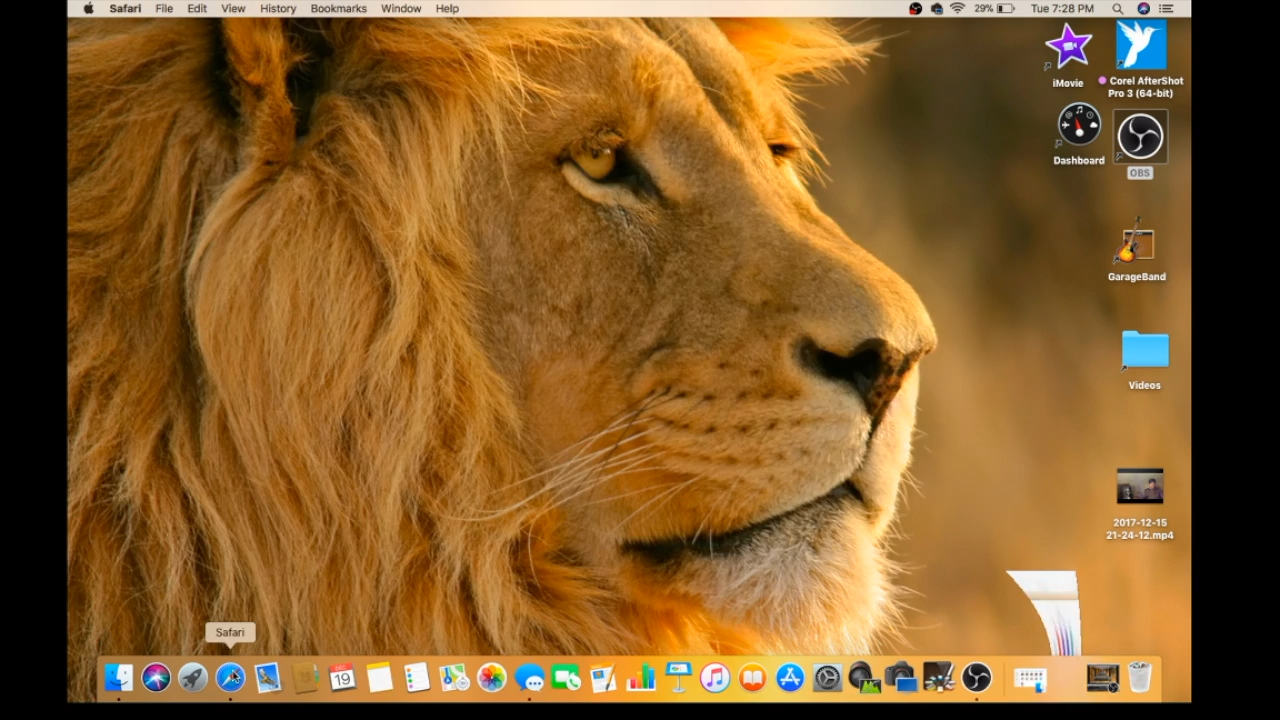 Safari File Edit View History Bookmarks Window Help 29% Tue 7:28 PM
iMovie
Corel AfterShot
Pro 3 (64-bit)
Dashboard
OBS
GarageBand
Videos
2017-12-15
21-24-12.mp4
Safari
DEC
19